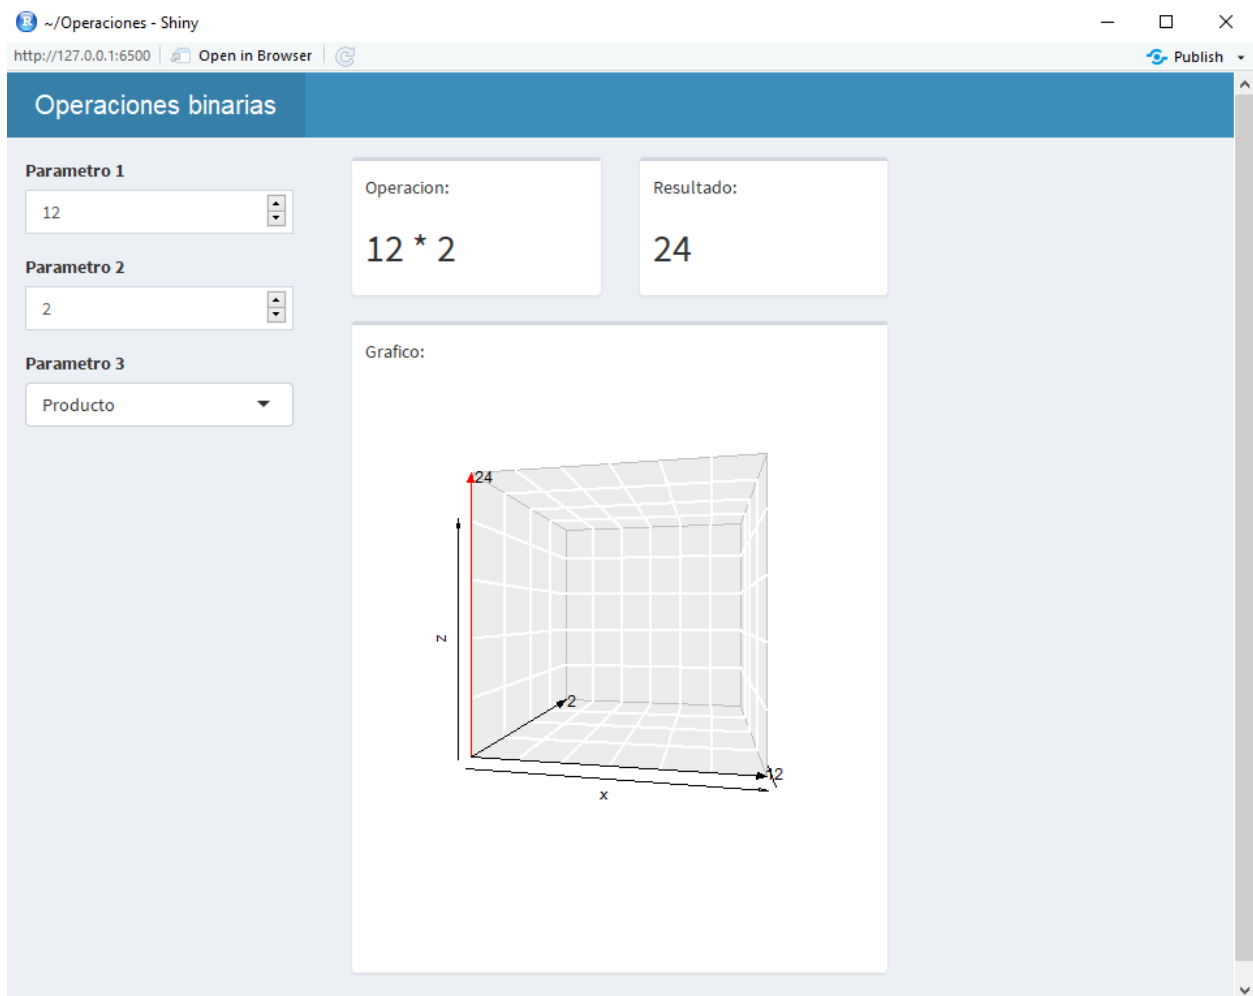 ~/Operaciones - Shiny
http://127.0.0.1:6500 Open in Browser Publish
Operaciones binarias
Parametro 1
12
Parametro 2
2
Parametro 3
Producto
Operacion:
12 * 2
Resultado:
24
Grafico:
24
z
2
12
x